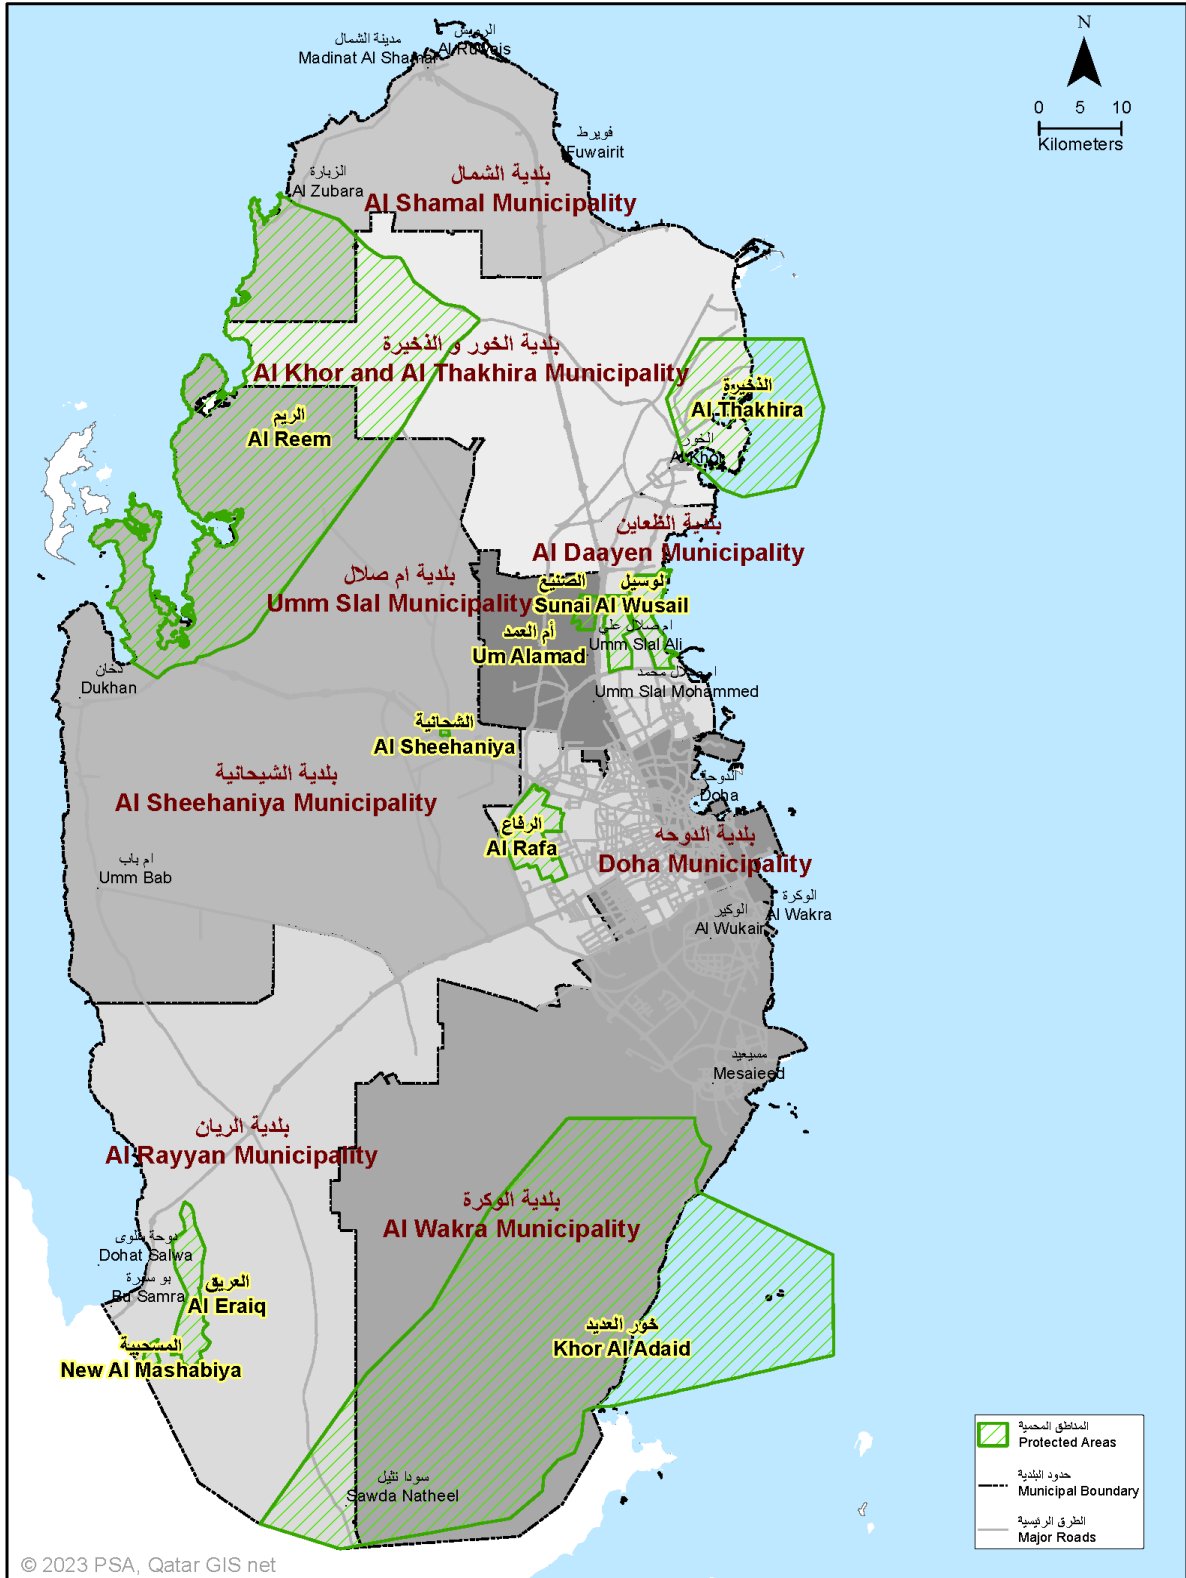 الرويس
Al Ruwais
مدينة الشمال
Madinat Al Shamal
N
0 5 10
Kilometers
فويرط
Fuwairit
الزبارة
Al Zubara
بلدية الشمال
Al Shamal Municipality
بلدية الخور و الذخيرة
Al Khor and Al Thakhira Municipality
الذخيرة
Al Thakhira
الريم
Al Reem
الخور
Al Khor
بلدية الظعاين
Al Daayen Municipality
بلدية ام صلال
Umm Slal Municipality
الصنيع
Sunai
الوسيل
Al Wusail
أم العمد
Um Alamad
ام صلال علي
Umm Slal Ali
دخان
Dukhan
ام صلال محمد
Umm Slal Mohammed
الشحانية
Al Sheehaniya
بلدية الشيحانية
Al Sheehaniya Municipality
الدوحة
Doha
الرفاع
Al Rafa
بلدية الدوحه
Doha Municipality
ام باب
Umm Bab
الوكرة
Al Wakra
الوكير
Al Wukair
مسيعيد
Mesaieed
بلدية الريان
Al Rayyan Municipality
بلدية الوكرة
Al Wakra Municipality
دوحة سلوى
Dohat Salwa
بو سمرة
Bu Samra
العريق
Al Eraiq
خور العديد
Khor Al Adaid
المسحبية
New Al Mashabiya
سودا نثيل
Sawda Natheel
المناطق المحمية
Protected Areas
حدود البلدية
Municipal Boundary
الطرق الرئيسية
Major Roads
© 2023 PSA, Qatar GIS net